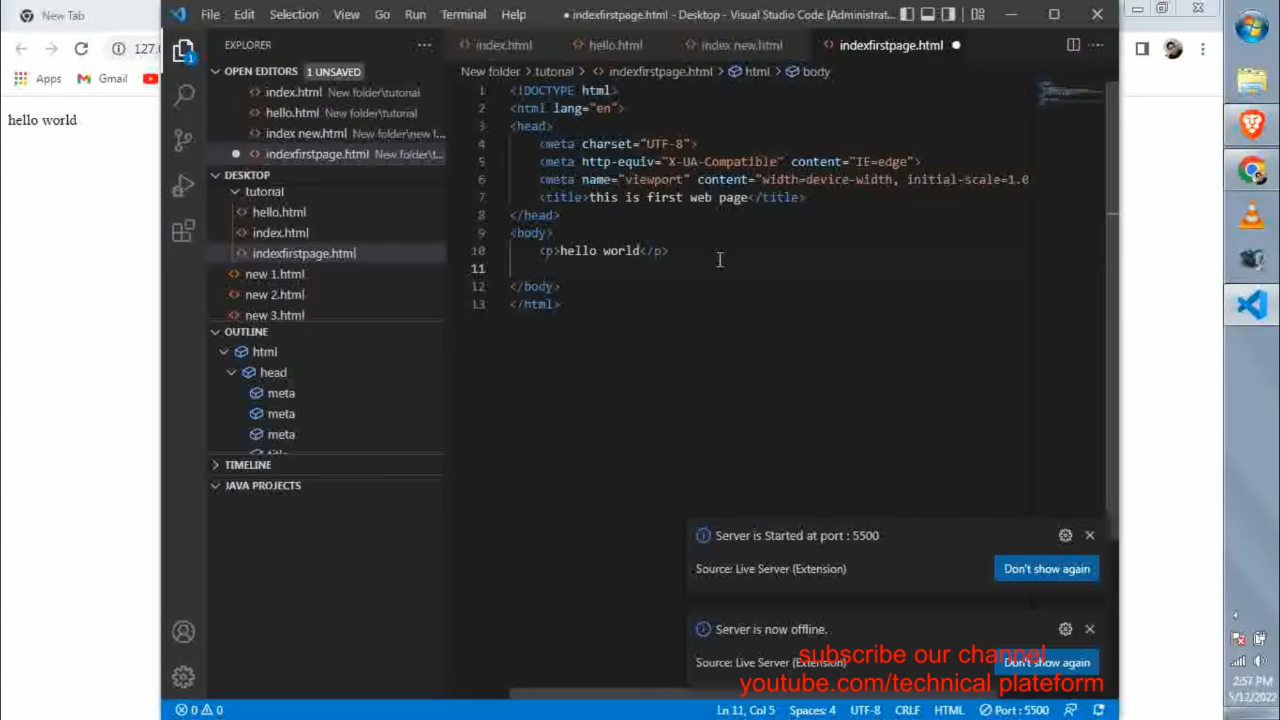 New Tab
127.0
Apps
Gmail
hello world
File Edit Selection View Go Run Terminal Help
● indexfirstpage.html - Desktop - Visual Studio Code [Administrat...
EXPLORER
OPEN EDITORS 1 UNSAVED
index.html New folder\tutorial
hello.html New folder\tutorial
index new.html New folder\new f...
● indexfirstpage.html New folder\t...
DESKTOP
tutorial
hello.html
index.html
indexfirstpage.html
new 1.html
new 2.html
new 3.html
OUTLINE
html
head
meta
meta
meta
TIMELINE
JAVA PROJECTS
index.html
hello.html
index new.html
indexfirstpage.html ●
New folder > tutorial > indexfirstpage.html > html > body
1 <!DOCTYPE html>
2 <html lang="en">
3 <head>
4 <meta charset="UTF-8">
5 <meta http-equiv="X-UA-Compatible" content="IE=edge">
6 <meta name="viewport" content="width=device-width, initial-scale=1.0
7 <title>this is first web page</title>
8 </head>
9 <body>
10 <p>hello world</p>
11
12 </body>
13 </html>
Server is Started at port : 5500
Source: Live Server (Extension)
Don't show again
Server is now offline.
Source: Live Server (Extension)
Don't show again
subscribe our channel
youtube.com/technical plateform
0 0
Ln 11, Col 5 Spaces: 4 UTF-8 CRLF HTML Port : 5500
2:57 PM
5/12/2022